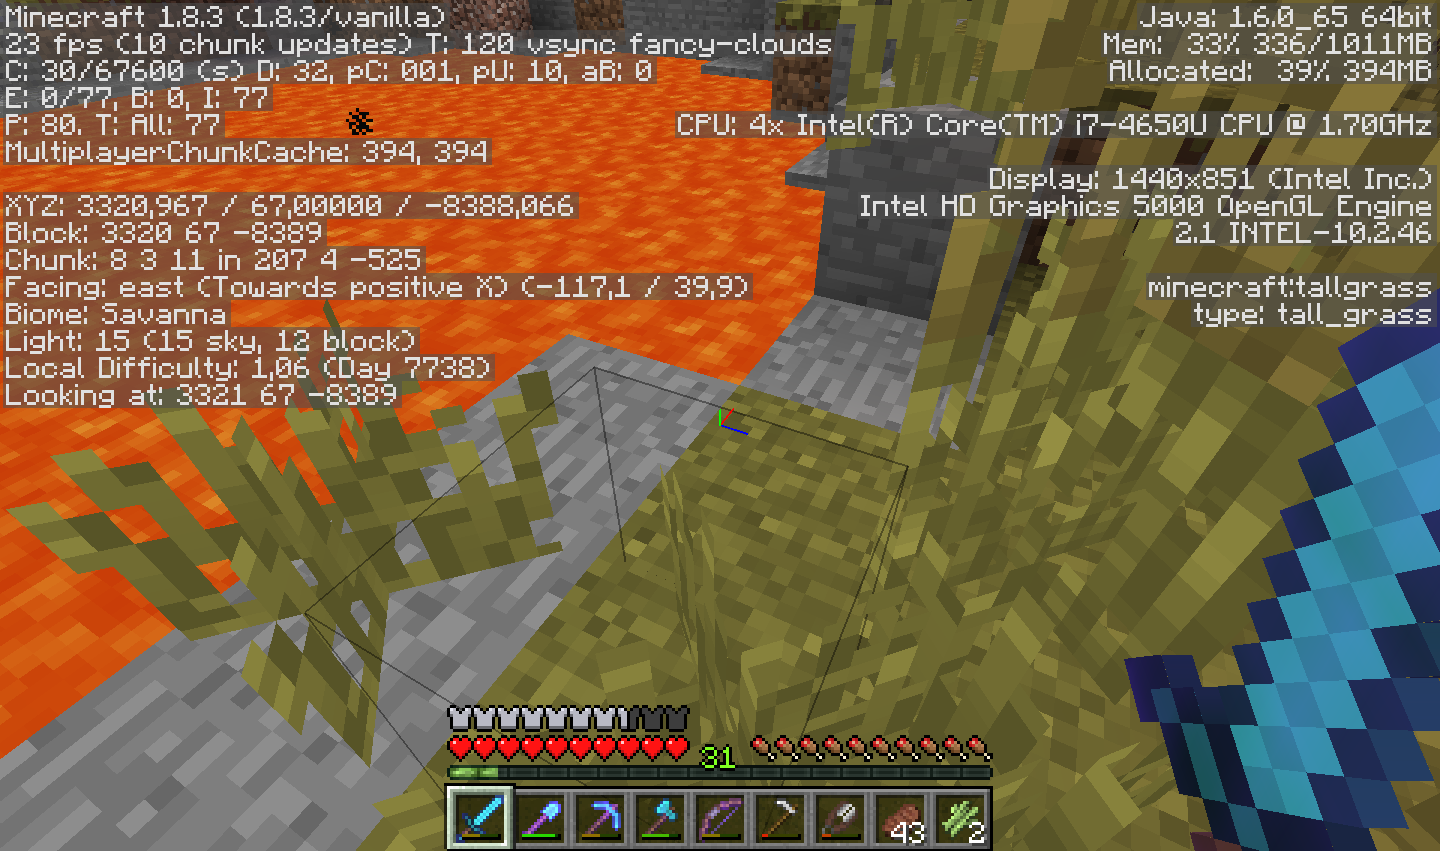 Minecraft 1.8.3 (1.8.3/vanilla)
23 fps (10 chunk updates) T: 120 vsync fancy-clouds
C: 30/67600 (s) D: 32, pC: 001, pU: 10, aB: 0
E: 0/77, B: 0, I: 77
P: 80. T: All: 77
MultiplayerChunkCache: 394, 394
XYZ: 3320,967 / 67,00000 / -8388,066
Block: 3320 67 -8389
Chunk: 8 3 11 in 207 4 -525
Facing: east (Towards positive X) (-117,1 / 39,9)
Biome: Savanna
Light: 15 (15 sky, 12 block)
Local Difficulty: 1,06 (Day 7738)
Looking at: 3321 67 -8389
Java: 1.6.0_65 64bit
Mem: 33% 336/1011MB
Allocated: 39% 394MB
CPU: 4x Intel(R) Core(TM) i7-4650U CPU @ 1.70GHz
Display: 1440x851 (Intel Inc.)
Intel HD Graphics 5000 OpenGL Engine
2.1 INTEL-10.2.46
minecraft:tallgrass
type: tall_grass
31
43
2